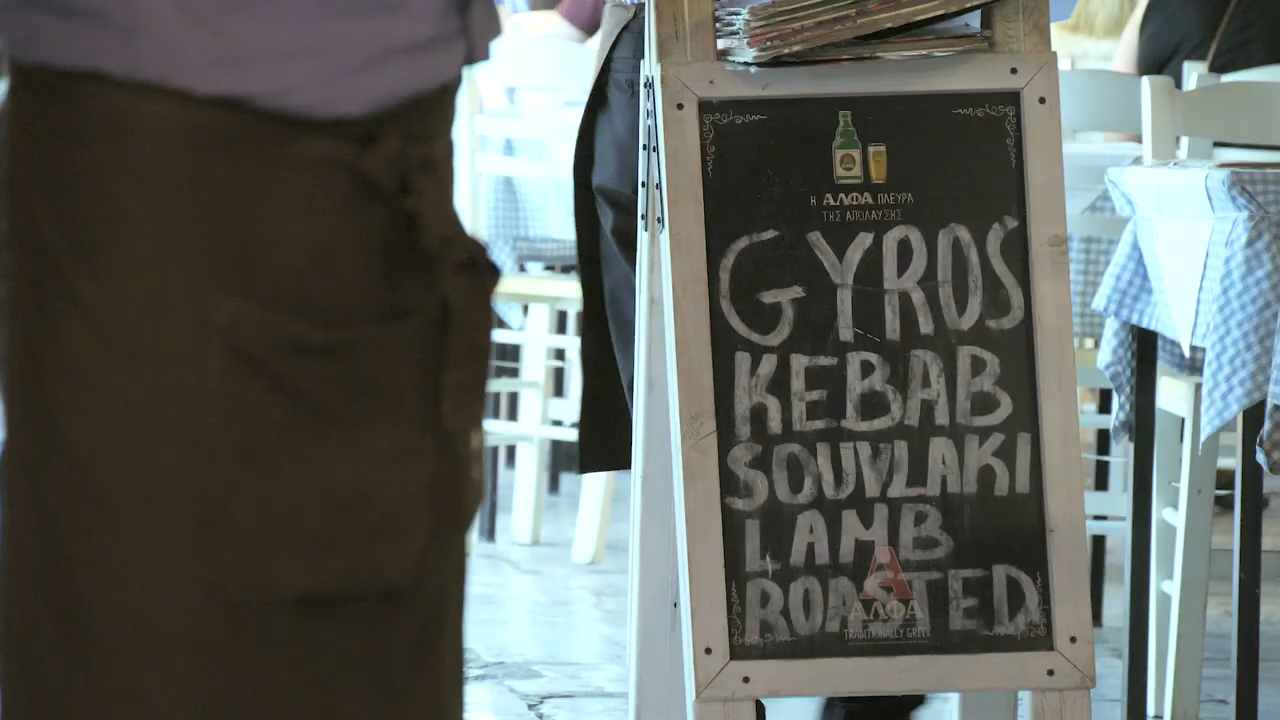 Η ΑΛΦΑ ΠΛΕΥΡΑ
ΤΗΣ ΑΠΟΛΑΥΣΗΣ
GYROS
KEBAB
SOUVLAKI
LAMB
ROASTED
ΑΛΦΑ
TRADITIONALLY GREEK